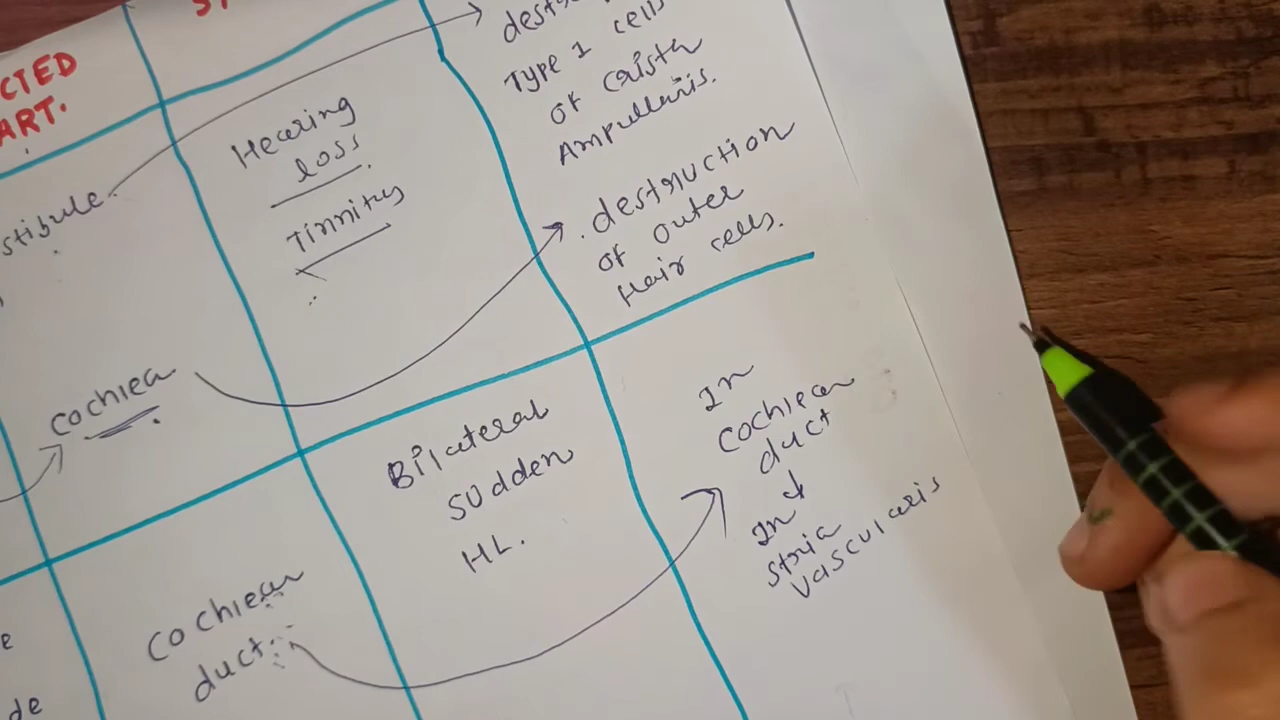 CTED
ART.
stibule.
Hearing
loss.
Tinnitus
Type 1 cells
of crista
Ampullaris.
cochlea
destruction
of outer
Hair cells.
cochlear
duct
Bilateral
sudden
HL.
In
cochlear
duct
In
stria
vascularis
e
de